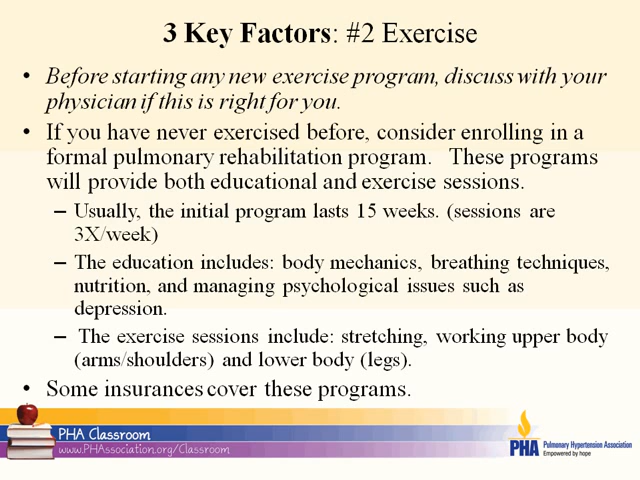 3 Key Factors: #2 Exercise
• Before starting any new exercise program, discuss with your
physician if this is right for you.
• If you have never exercised before, consider enrolling in a
formal pulmonary rehabilitation program.   These programs
will provide both educational and exercise sessions.
– Usually, the initial program lasts 15 weeks. (sessions are
3X/week)
– The education includes: body mechanics, breathing techniques,
nutrition, and managing psychological issues such as
depression.
– The exercise sessions include: stretching, working upper body
(arms/shoulders) and lower body (legs).
• Some insurances cover these programs.
PHA Classroom
www.PHAssociation.org/Classroom
PHA Pulmonary Hypertension Association
Empowered by hope